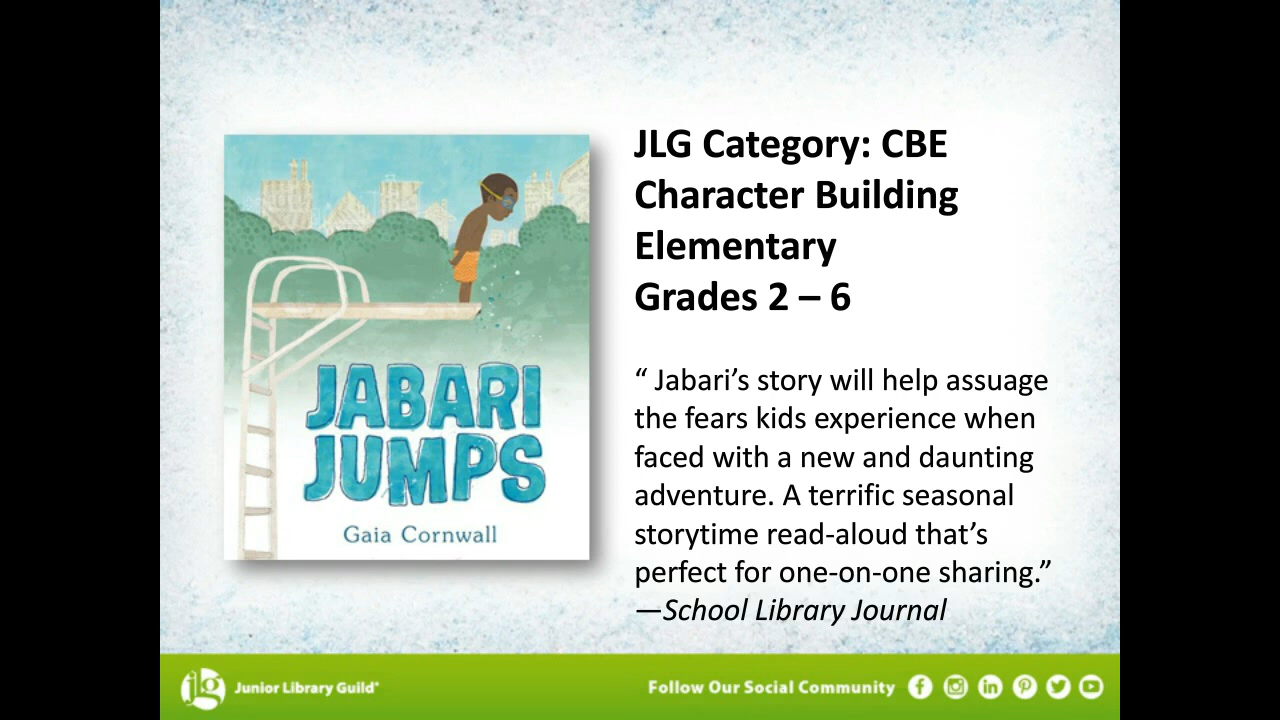 JABARI
JUMPS
Gaia Cornwall
JLG Category: CBE
Character Building
Elementary
Grades 2 – 6
“ Jabari’s story will help assuage
the fears kids experience when
faced with a new and daunting
adventure. A terrific seasonal
storytime read-aloud that’s
perfect for one-on-one sharing.”
—School Library Journal
jlg Junior Library Guild®
Follow Our Social Community